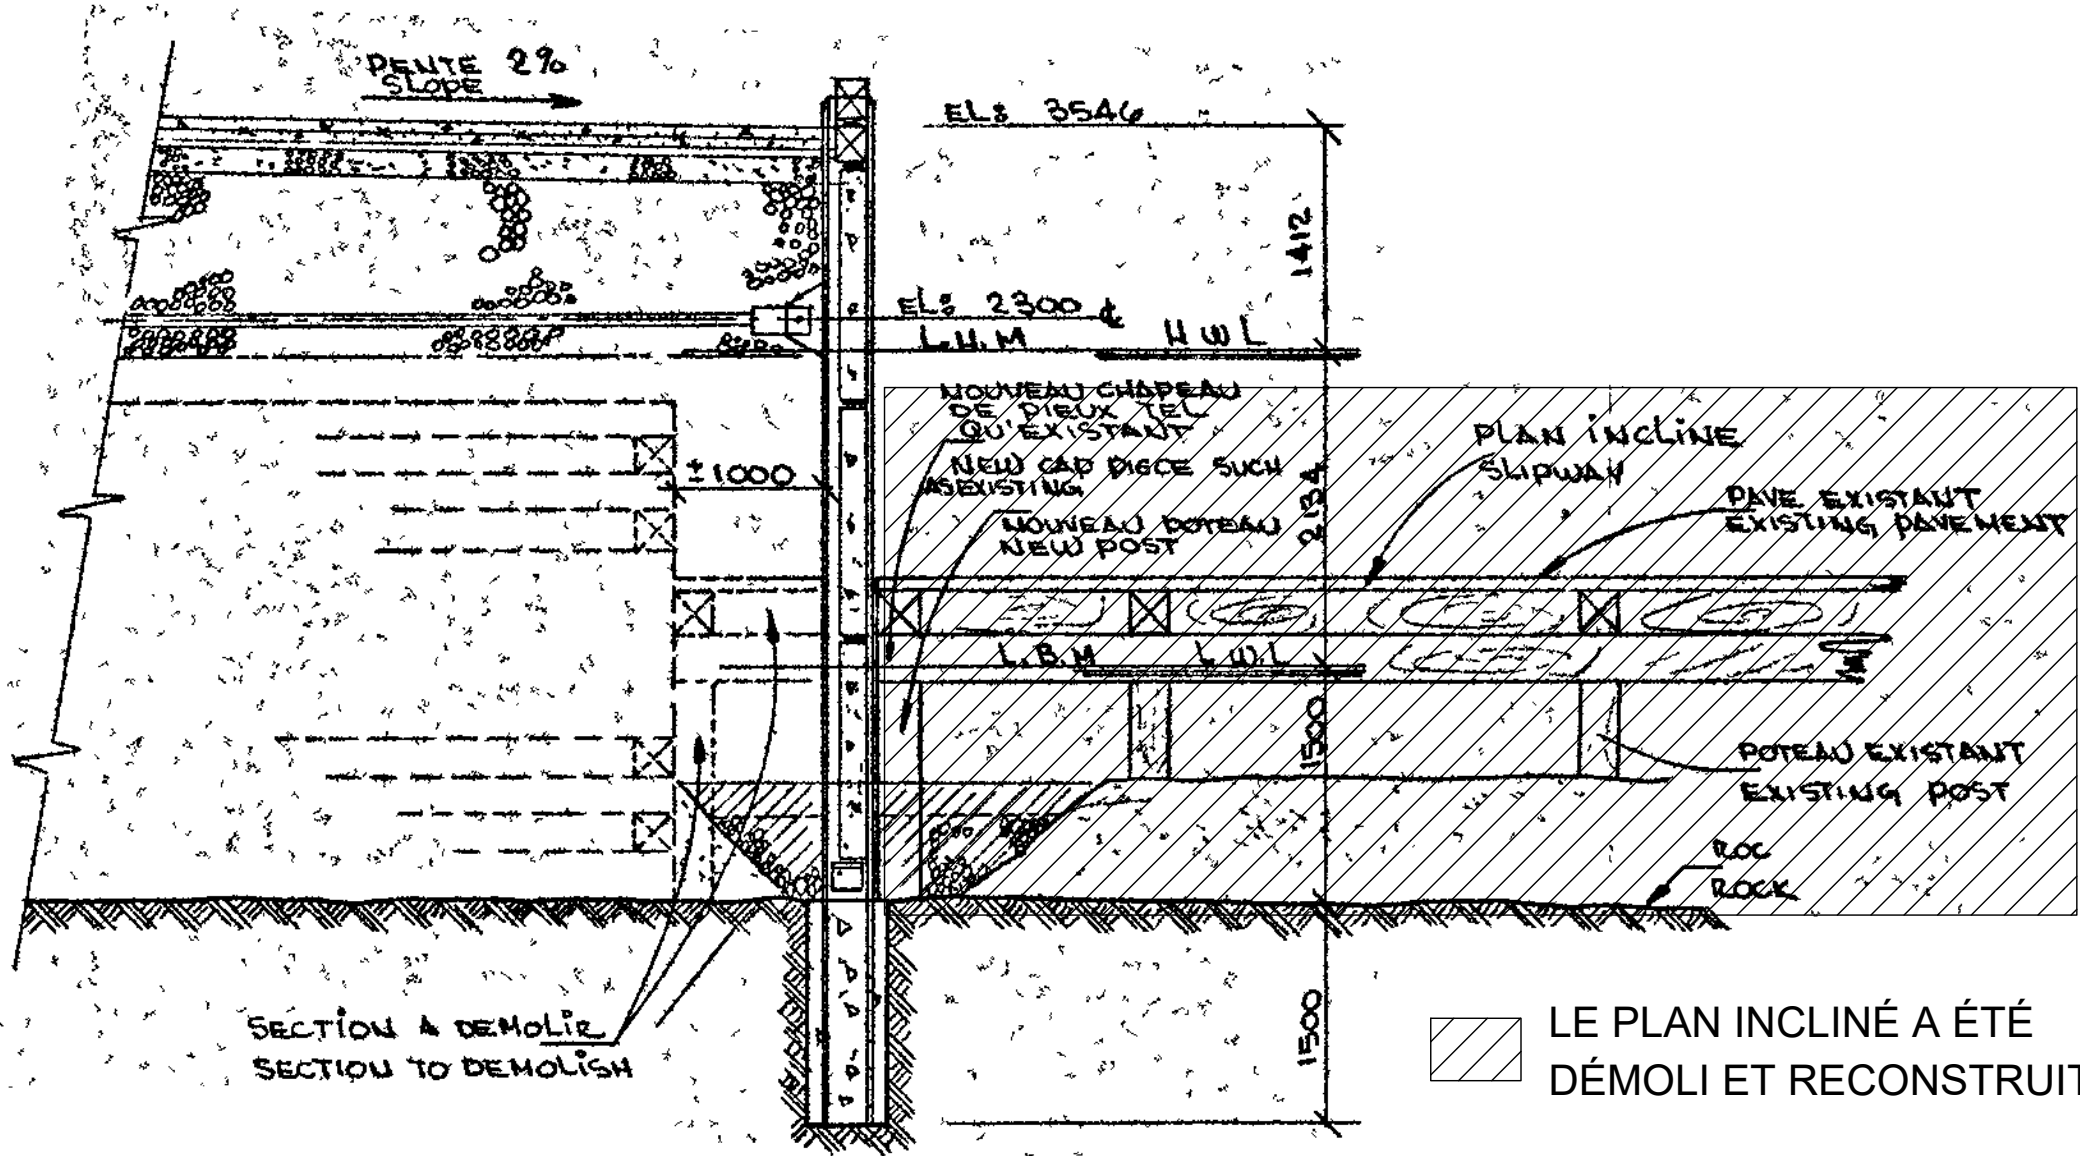 PENTE 2%
SLOPE
EL: 3546
1412
EL: 2300 ℄
L.H.M H W L
NOUVEAU CHAPEAU
DE PIEUX TEL
QU'EXISTANT
NEW CAP PIECE SUCH
AS EXISTING
± 1000
2134
PLAN INCLINE
SLIPWAY
PAVE EXISTANT
EXISTING PAVEMENT
NOUVEAU POTEAU
NEW POST
L.B.M L.W.L
1500
POTEAU EXISTANT
EXISTING POST
ROC
ROCK
SECTION A DEMOLIR
SECTION TO DEMOLISH
1500
LE PLAN INCLINÉ A ÉTÉ
DÉMOLI ET RECONSTRUIT